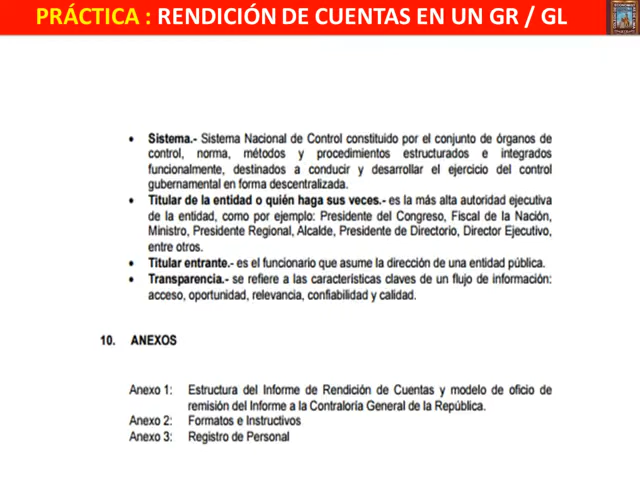 PRÁCTICA : RENDICIÓN DE CUENTAS EN UN GR / GL
• Sistema.- Sistema Nacional de Control constituido por el conjunto de órganos de
control, norma, métodos y procedimientos estructurados e integrados
funcionalmente, destinados a conducir y desarrollar el ejercicio del control
gubernamental en forma descentralizada.
• Titular de la entidad o quién haga sus veces.- es la más alta autoridad ejecutiva
de la entidad, como por ejemplo: Presidente del Congreso, Fiscal de la Nación,
Ministro, Presidente Regional, Alcalde, Presidente de Directorio, Director Ejecutivo,
entre otros.
• Titular entrante.- es el funcionario que asume la dirección de una entidad pública.
• Transparencia.- se refiere a las características claves de un flujo de información:
acceso, oportunidad, relevancia, confiabilidad y calidad.
10. ANEXOS
Anexo 1: Estructura del Informe de Rendición de Cuentas y modelo de oficio de
remisión del Informe a la Contraloría General de la República.
Anexo 2: Formatos e Instructivos
Anexo 3: Registro de Personal